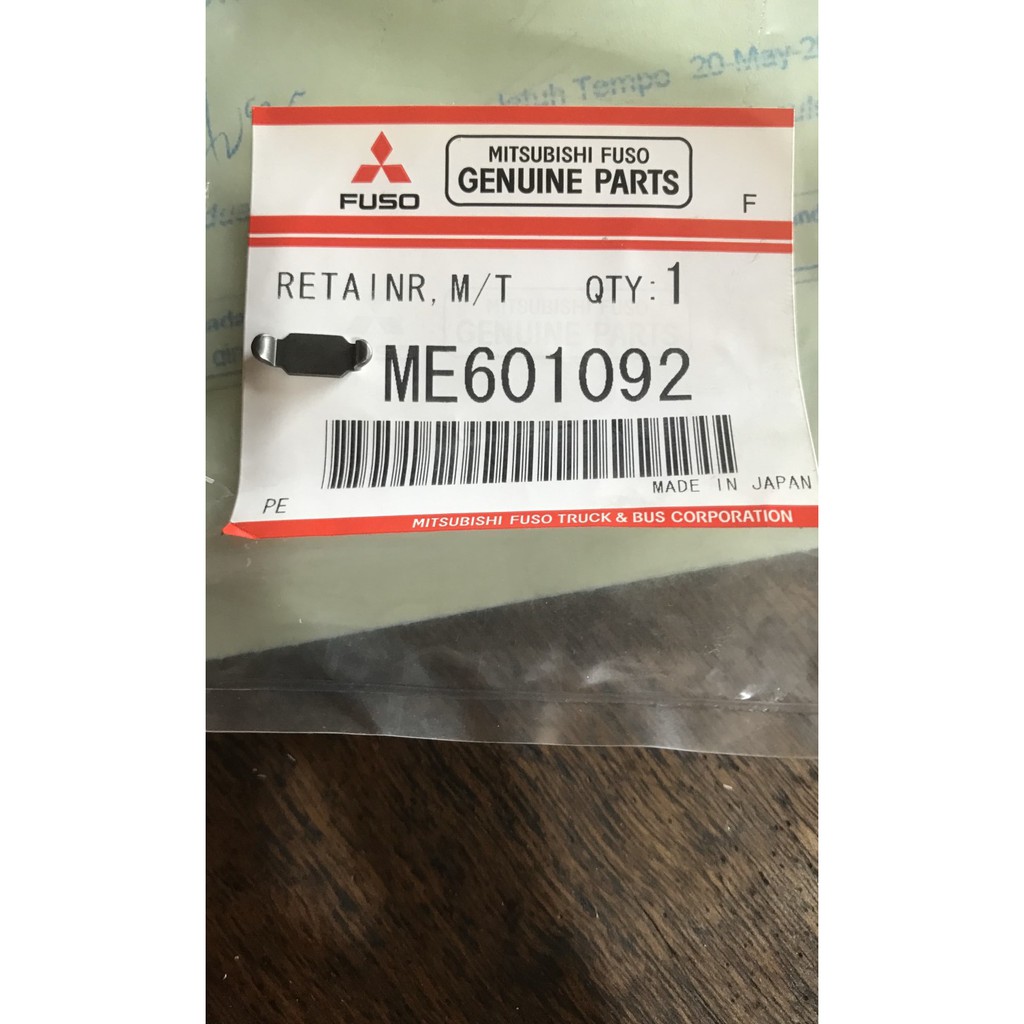 Jatuh Tempo 20-May-2
MITSUBISHI FUSO
GENUINE PARTS
FUSO
F
RETAINR, M/T QTY:1
ME601092
MADE IN JAPAN
PE
MITSUBISHI FUSO TRUCK & BUS CORPORATION